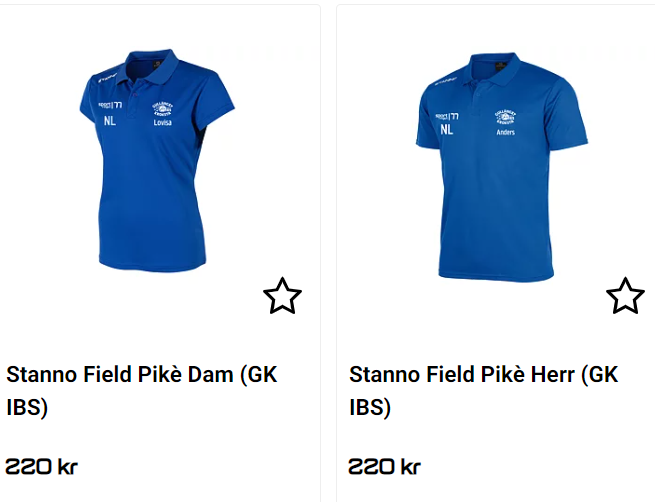 NL
Lovisa
Stanno Field Pikè Dam (GK
IBS)
220 kr
NL
Anders
Stanno Field Pikè Herr (GK
IBS)
220 kr